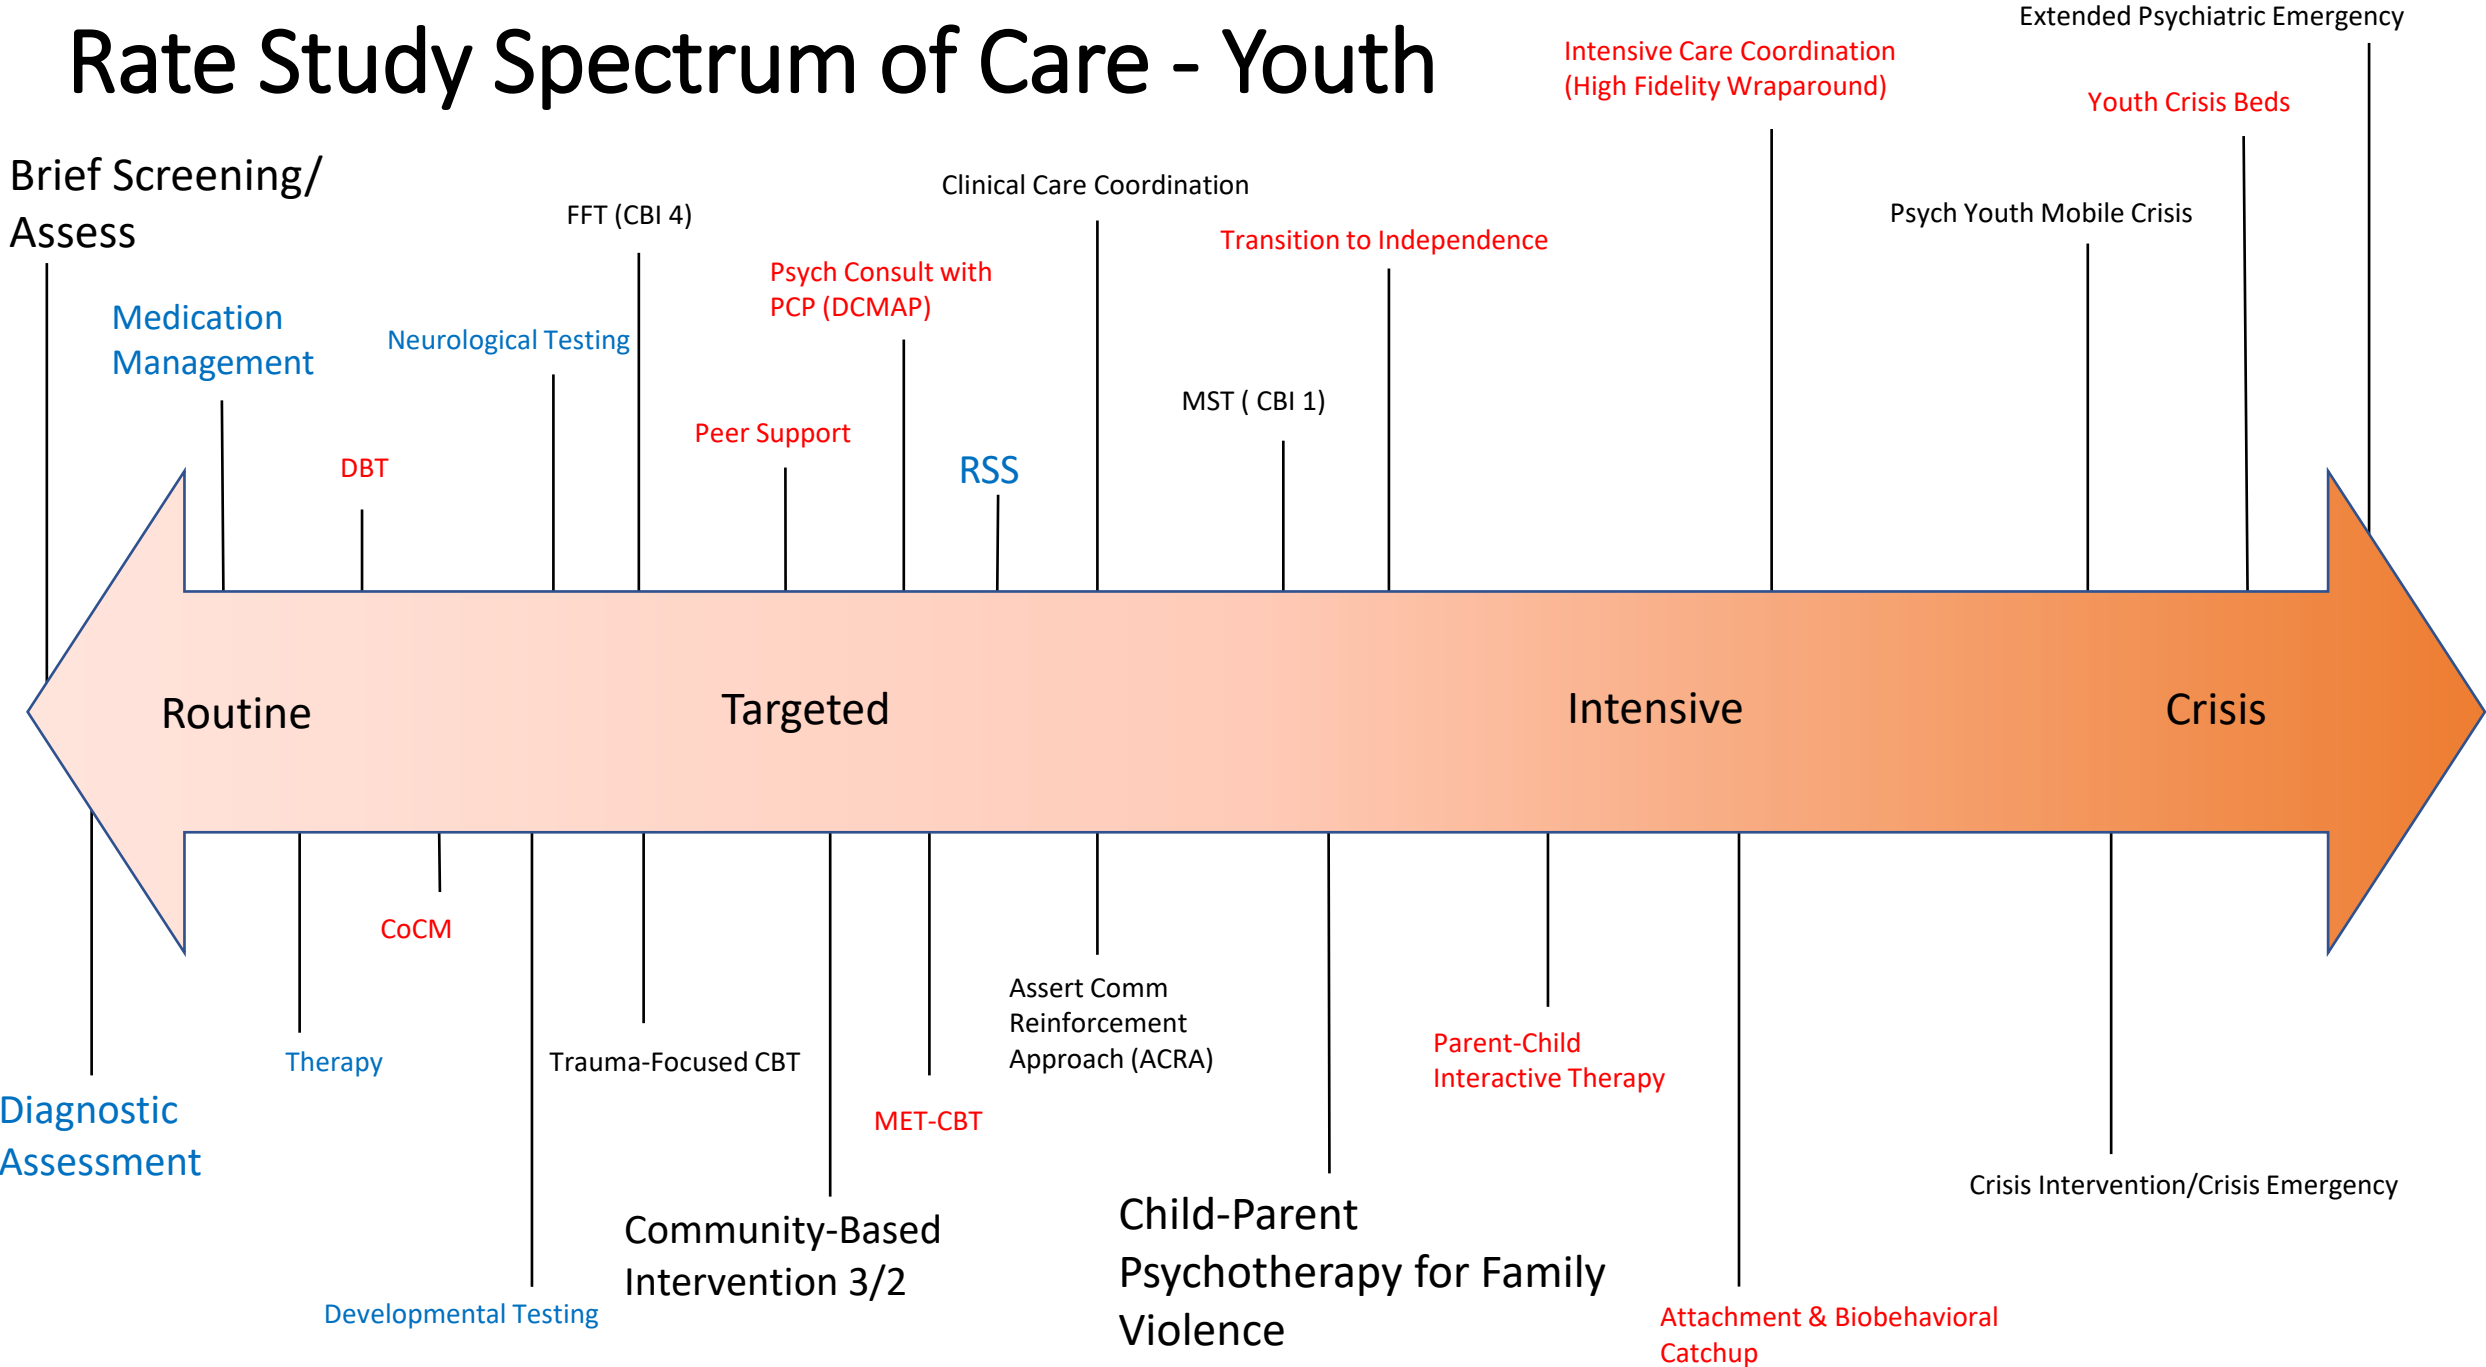 Rate Study Spectrum of Care - Youth
Extended Psychiatric Emergency
Intensive Care Coordination
(High Fidelity Wraparound)
Youth Crisis Beds
Brief Screening/
Assess
Clinical Care Coordination
FFT (CBI 4)
Psych Youth Mobile Crisis
Transition to Independence
Psych Consult with
PCP (DCMAP)
Medication
Management
Neurological Testing
MST ( CBI 1)
Peer Support
DBT
RSS
Routine
Targeted
Intensive
Crisis
CoCM
Assert Comm
Reinforcement
Approach (ACRA)
Therapy
Trauma-Focused CBT
Parent-Child
Interactive Therapy
Diagnostic
Assessment
MET-CBT
Crisis Intervention/Crisis Emergency
Community-Based
Intervention 3/2
Child-Parent
Psychotherapy for Family
Violence
Developmental Testing
Attachment & Biobehavioral
Catchup